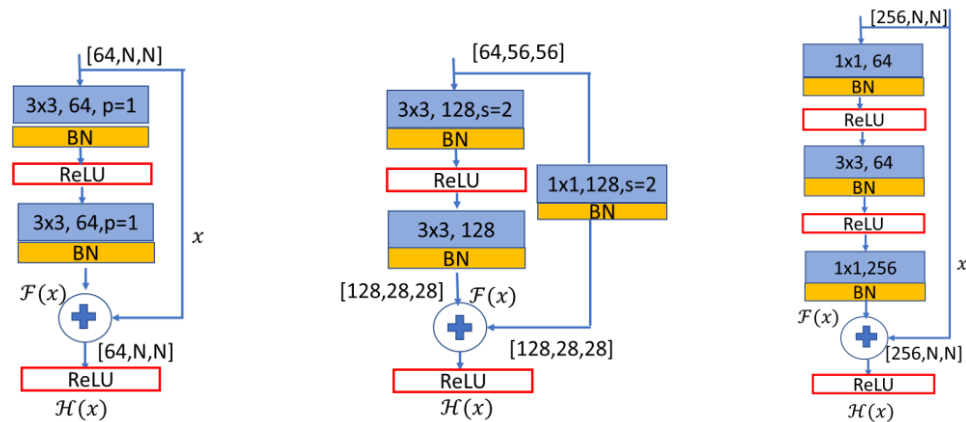 [64,N,N]
3x3, 64, p=1
BN
ReLU
3x3, 64,p=1
BN
x
ℱ(x)
[64,N,N]
ReLU
ℋ(x)
[64,56,56]
3x3, 128,s=2
BN
ReLU
1x1,128,s=2
BN
3x3, 128
BN
[128,28,28]
ℱ(x)
[128,28,28]
ReLU
ℋ(x)
[256,N,N]
1x1, 64
BN
ReLU
3x3, 64
BN
ReLU
1x1,256
BN
x
ℱ(x)
[256,N,N]
ReLU
ℋ(x)